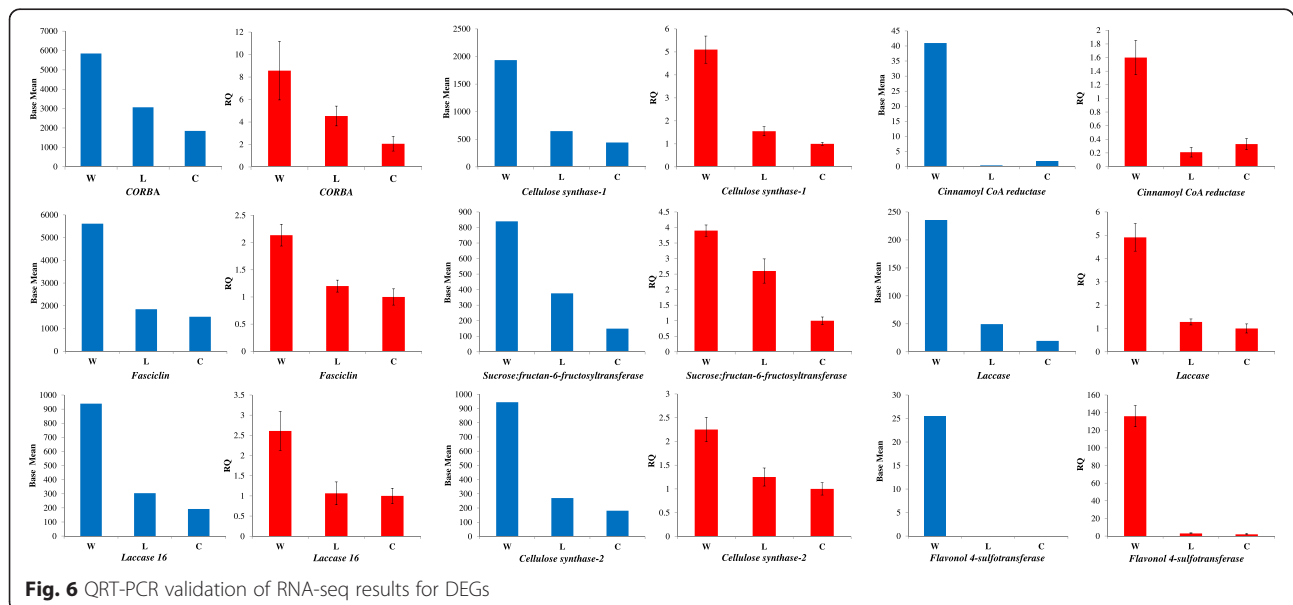 7000
6000
5000
4000
3000
2000
1000
0
Base Mean
W L C
CORBA
12
10
8
6
4
2
0
RQ
W L C
CORBA
2500
2000
1500
1000
500
0
Base Mean
W L C
Cellulose synthase-1
6
5
4
3
2
1
0
RQ
W L C
Cellulose synthase-1
45
40
35
30
25
20
15
10
5
0
Base Mena
W L C
Cinnamoyl CoA reductase
2
1.8
1.6
1.4
1.2
1
0.8
0.6
0.4
0.2
0
RQ
W L C
Cinnamoyl CoA reductase
6000
5000
4000
3000
2000
1000
0
Base Mean
W L C
Fasciclin
2.5
2
1.5
1
0.5
0
RQ
W L C
Fasciclin
900
800
700
600
500
400
300
200
100
0
Base Mean
W L C
Sucrose:fructan-6-fructosyltransferase
4.5
4
3.5
3
2.5
2
1.5
1
0.5
0
RQ
W L C
Sucrose:fructan-6-fructosyltransferase
250
200
150
100
50
0
Base Mean
W L C
Laccase
6
5
4
3
2
1
0
RQ
W L C
Laccase
1000
900
800
700
600
500
400
300
200
100
0
Base Mean
W L C
Laccase 16
3.5
3
2.5
2
1.5
1
0.5
0
RQ
W L C
Laccase 16
1000
900
800
700
600
500
400
300
200
100
0
Base Mean
W L C
Cellulose synthase-2
3
2.5
2
1.5
1
0.5
0
RQ
W L C
Cellulose synthase-2
30
25
20
15
10
5
0
Base Mean
W L C
Flavonol 4-sulfotransferase
160
140
120
100
80
60
40
20
0
RQ
W L C
Flavonol 4-sulfotransferase
Fig. 6 QRT-PCR validation of RNA-seq results for DEGs